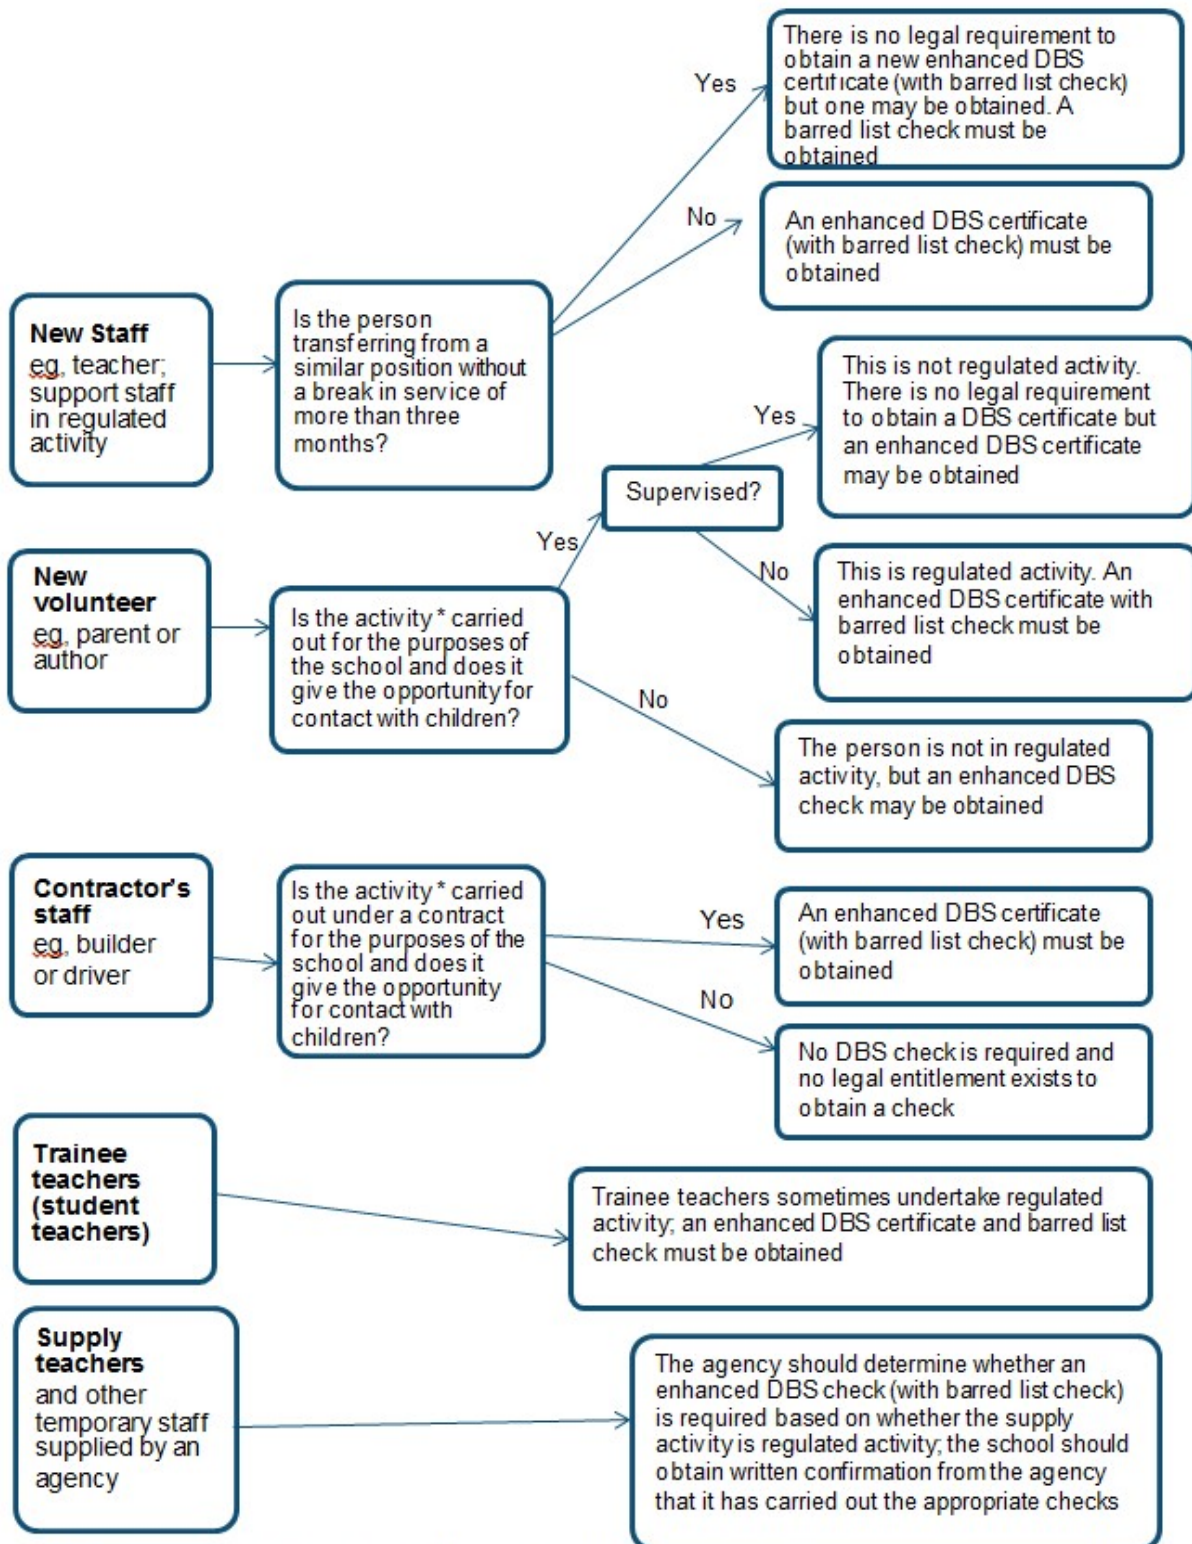 There is no legal requirement to
obtain a new enhanced DBS
certificate (with barred list check)
but one may be obtained. A
barred list check must be
obtained
Yes
No
An enhanced DBS certificate
(with barred list check) must be
obtained
New Staff
eg, teacher;
support staff
in regulated
activity
Is the person
transferring from a
similar position without
a break in service of
more than three
months?
This is not regulated activity.
There is no legal requirement
to obtain a DBS certificate but
an enhanced DBS certificate
may be obtained
Yes
Supervised?
Yes
No
This is regulated activity. An
enhanced DBS certificate with
barred list check must be
obtained
New
volunteer
eg, parent or
author
Is the activity * carried
out for the purposes of
the school and does it
give the opportunity for
contact with children?
No
The person is not in regulated
activity, but an enhanced DBS
check may be obtained
Contractor's
staff
eg, builder
or driver
Is the activity * carried
out under a contract
for the purposes of the
school and does it
give the opportunity
for contact with
children?
Yes
An enhanced DBS certificate
(with barred list check) must be
obtained
No
No DBS check is required and
no legal entitlement exists to
obtain a check
Trainee
teachers
(student
teachers)
Trainee teachers sometimes undertake regulated
activity; an enhanced DBS certificate and barred list
check must be obtained
Supply
teachers
and other
temporary staff
supplied by an
agency
The agency should determine whether an
enhanced DBS check (with barred list check)
is required based on whether the supply
activity is regulated activity; the school should
obtain written confirmation from the agency
that it has carried out the appropriate checks